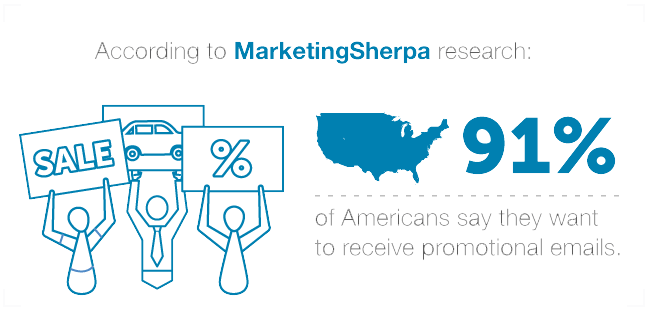 According to MarketingSherpa research:
SALE
%
91%
of Americans say they want
to receive promotional emails.